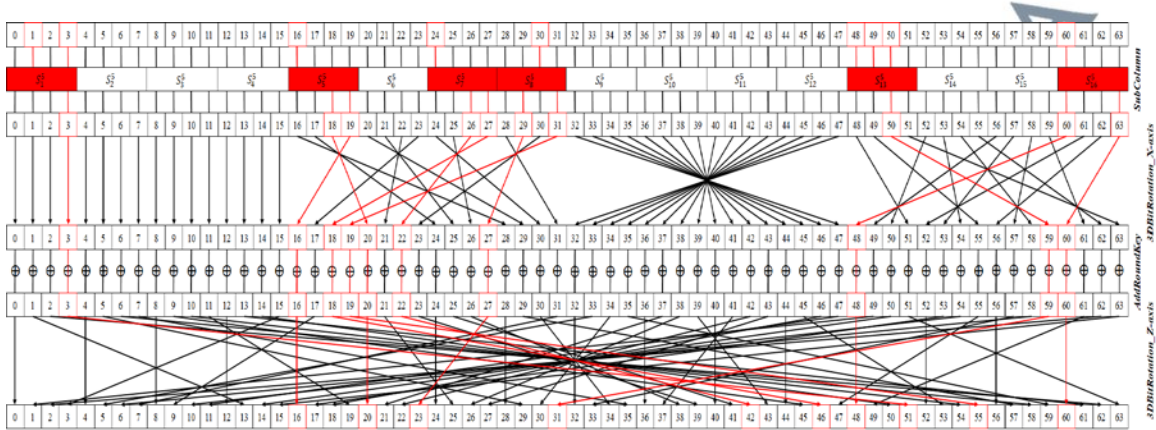 0 1 2 3 4 5 6 7 8 9 10 11 12 13 14 15 16 17 18 19 20 21 22 23 24 25 26 27 28 29 30 31 32 33 34 35 36 37 38 39 40 41 42 43 44 45 46 47 48 49 50 51 52 53 54 55 56 57 58 59 60 61 62 63
S₂⁵ S₃⁵ S₄⁵ S₆⁵ S₉⁵ S₁₀⁵ S₁₁⁵ S₁₂⁵ S₁₄⁵ S₁₅⁵
SubColumn
0 1 2 3 4 5 6 7 8 9 10 11 12 13 14 15 16 17 18 19 20 21 22 23 24 25 26 27 28 29 30 31 32 33 34 35 36 37 38 39 40 41 42 43 44 45 46 47 48 49 50 51 52 53 54 55 56 57 58 59 60 61 62 63
3DBitRotation_X-axis
0 1 2 3 4 5 6 7 8 9 10 11 12 13 14 15 16 17 18 19 20 21 22 23 24 25 26 27 28 29 30 31 32 33 34 35 36 37 38 39 40 41 42 43 44 45 46 47 48 49 50 51 52 53 54 55 56 57 58 59 60 61 62 63
AddRoundKey
0 1 2 3 4 5 6 7 8 9 10 11 12 13 14 15 16 17 18 19 20 21 22 23 24 25 26 27 28 29 30 31 32 33 34 35 36 37 38 39 40 41 42 43 44 45 46 47 48 49 50 51 52 53 54 55 56 57 58 59 60 61 62 63
3DBitRotation_Z-axis
0 1 2 3 4 5 6 7 8 9 10 11 12 13 14 15 16 17 18 19 20 21 22 23 24 25 26 27 28 29 30 31 32 33 34 35 36 37 38 39 40 41 42 43 44 45 46 47 48 49 50 51 52 53 54 55 56 57 58 59 60 61 62 63